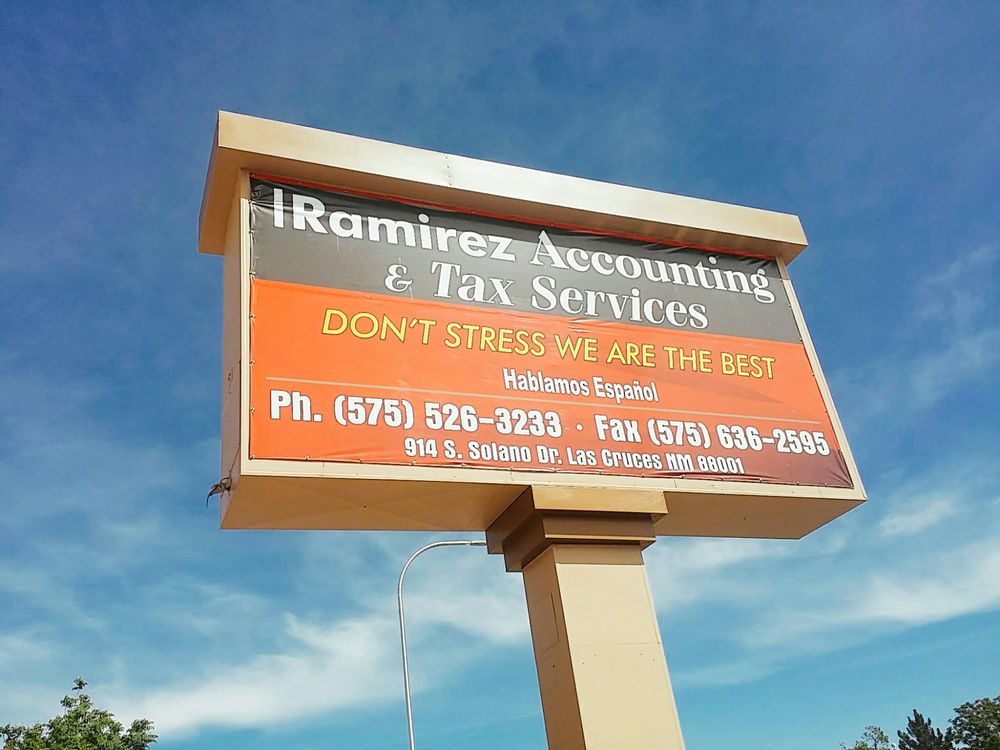 Ramirez Accounting
& Tax Services
DON'T STRESS WE ARE THE BEST
Hablamos Español
Ph. (575) 526-3233 · Fax (575) 636-2595
914 S. Solano Dr. Las Cruces NM 88001